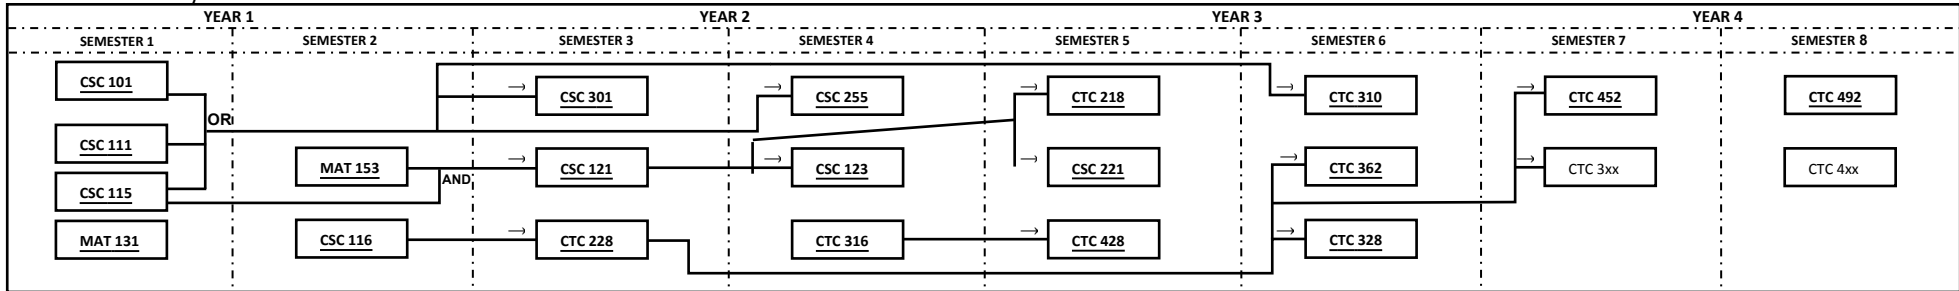 YEAR 1 YEAR 2 YEAR 3 YEAR 4
SEMESTER 1 SEMESTER 2 SEMESTER 3 SEMESTER 4 SEMESTER 5 SEMESTER 6 SEMESTER 7 SEMESTER 8
CSC 101 → CSC 301 → CSC 255 → CTC 218 → CTC 310 → CTC 452 CTC 492
OR
CSC 111
MAT 153 → CSC 121 → CSC 123 → CSC 221 → CTC 362 → CTC 3xx CTC 4xx
AND
CSC 115
MAT 131 CSC 116 → CTC 228 CTC 316 → CTC 428 → CTC 328